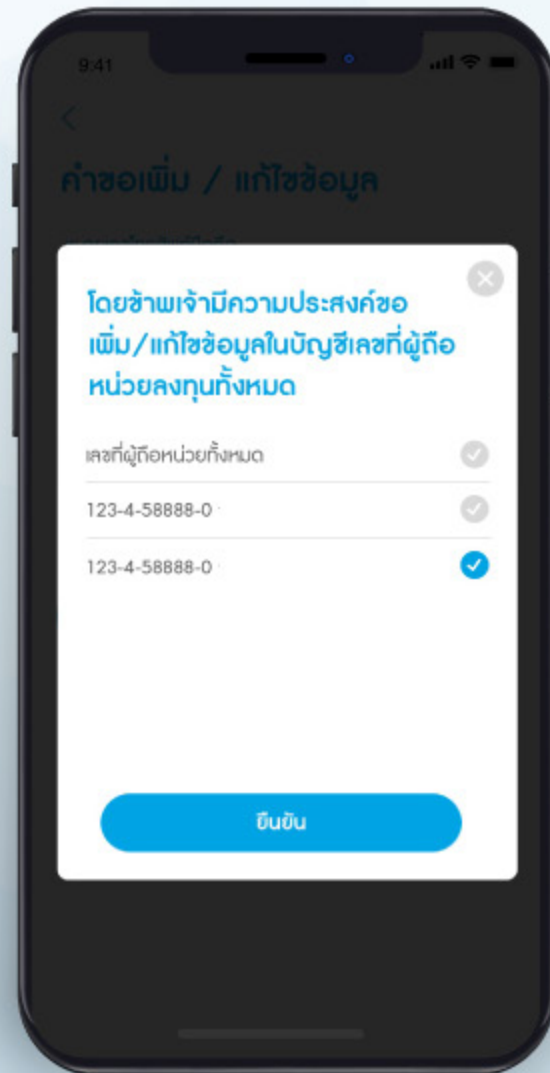 9:41
คำขอเพิ่ม / แก้ไขข้อมูล
โดยข้าพเจ้ามีความประสงค์ขอ
เพิ่ม/แก้ไขข้อมูลในบัญชีเลขที่ผู้ถือ
หน่วยลงทุนทั้งหมด
เลขที่ผู้ถือหน่วยทั้งหมด
123-4-58888-0
123-4-58888-0
ยืนยัน